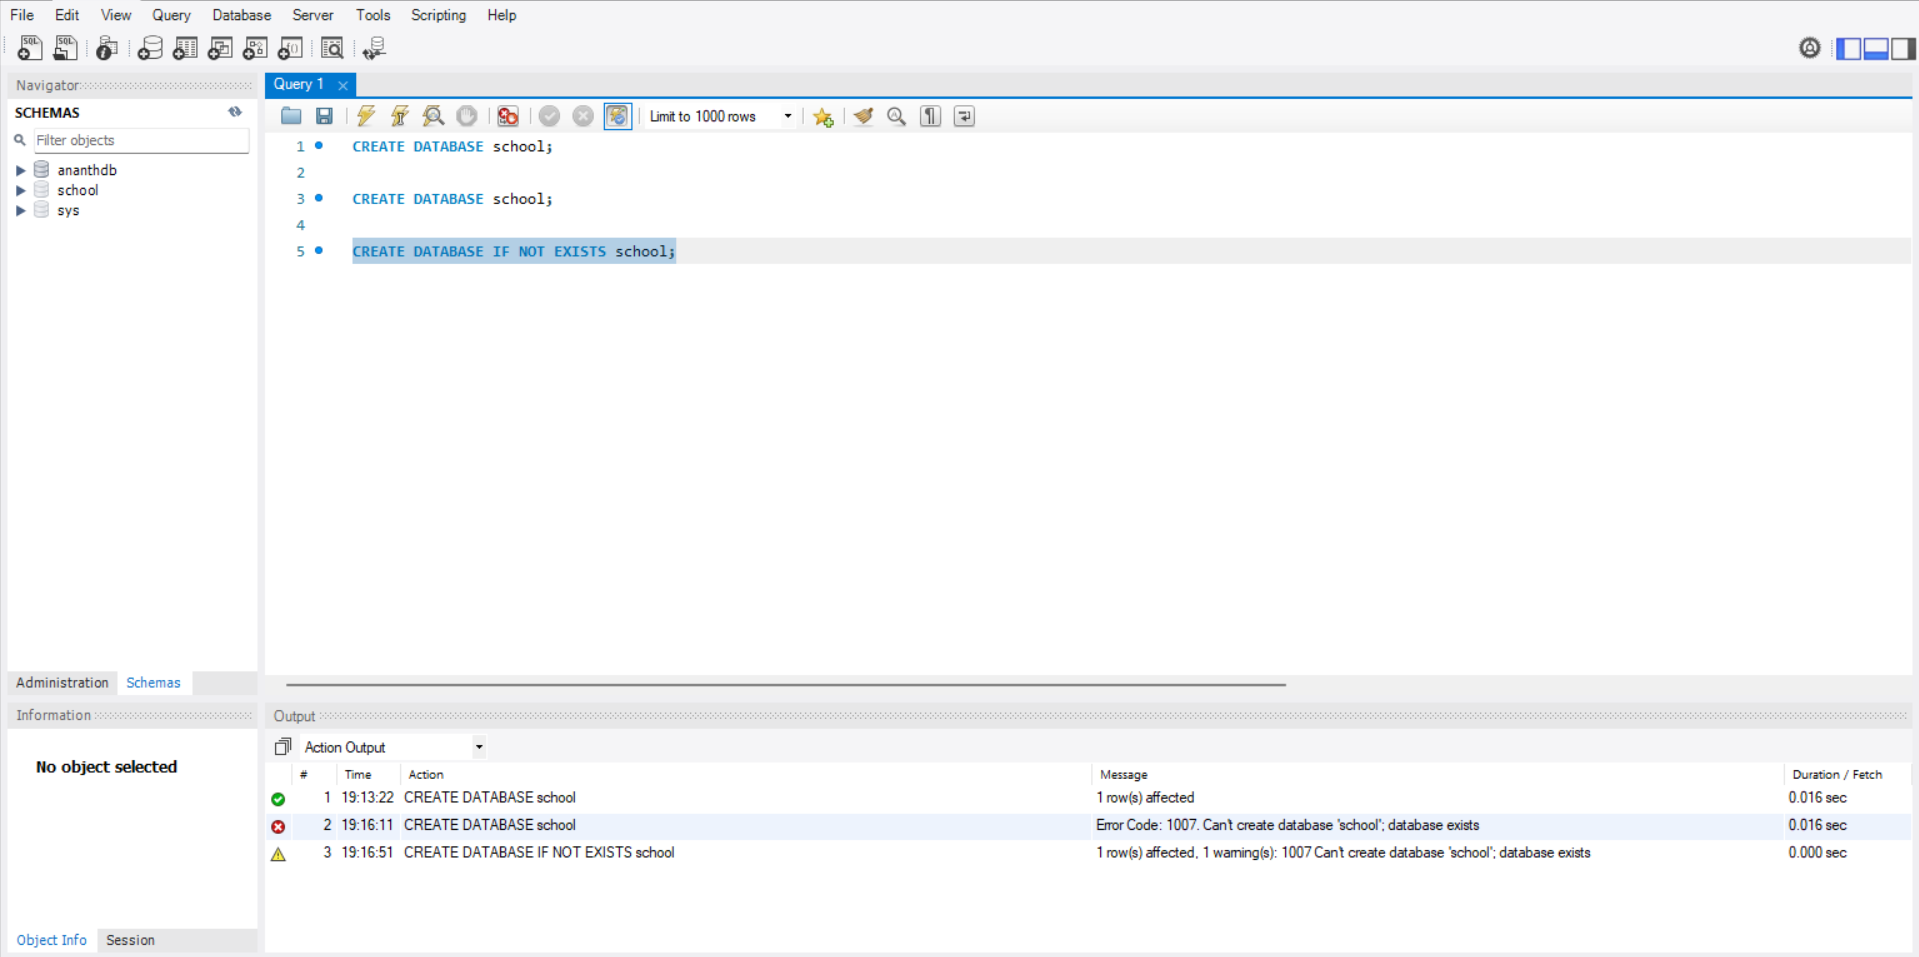 File Edit View Query Database Server Tools Scripting Help
SQL SQL
Navigator
SCHEMAS
Filter objects
ananthdb
school
sys
Administration Schemas
Information
No object selected
Object Info Session
Query 1
Limit to 1000 rows
1 CREATE DATABASE school;
2
3 CREATE DATABASE school;
4
5 CREATE DATABASE IF NOT EXISTS school;
Output
Action Output
# Time Action Message Duration / Fetch
1 19:13:22 CREATE DATABASE school 1 row(s) affected 0.016 sec
2 19:16:11 CREATE DATABASE school Error Code: 1007. Can't create database 'school'; database exists 0.016 sec
3 19:16:51 CREATE DATABASE IF NOT EXISTS school 1 row(s) affected, 1 warning(s): 1007 Can't create database 'school'; database exists 0.000 sec